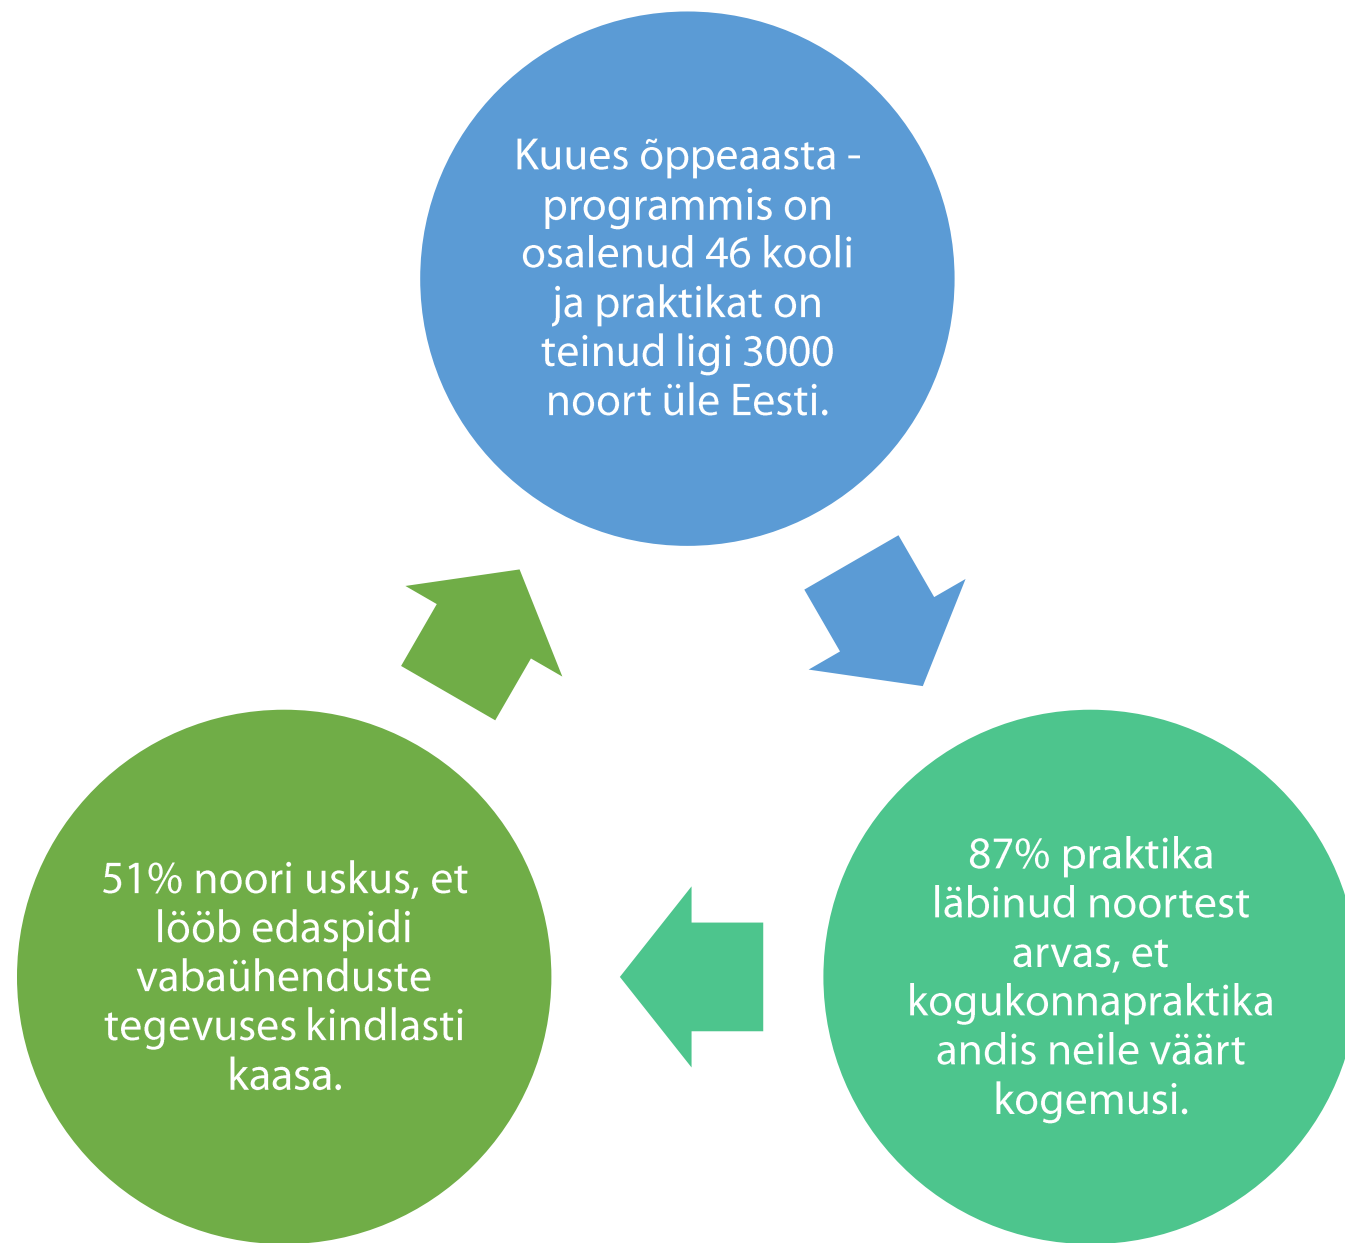 Kuues õppeaasta -
programmis on
osalenud 46 kooli
ja praktikat on
teinud ligi 3000
noort üle Eesti.
87% praktika
läbinud noortest
arvas, et
kogukonnapraktika
andis neile väärt
kogemusi.
51% noori uskus, et
lööb edaspidi
vabaühenduste
tegevuses kindlasti
kaasa.